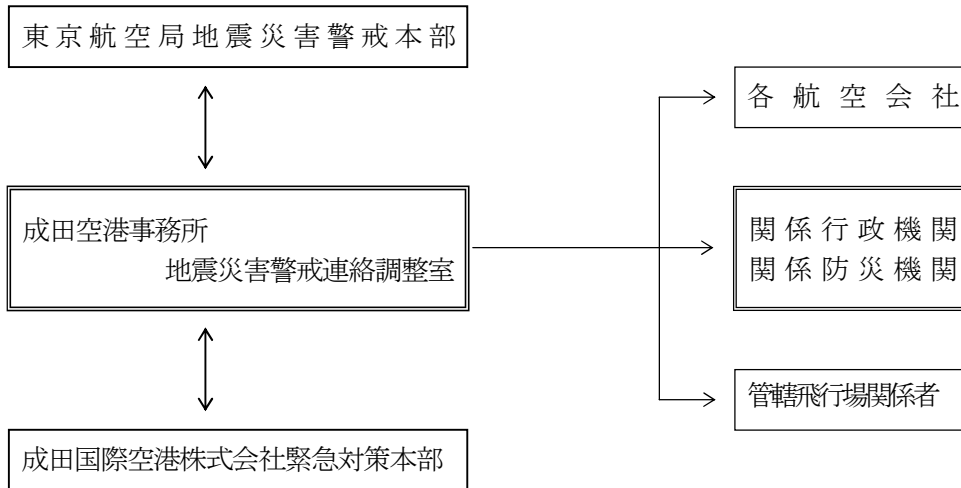 東京航空局地震災害警戒本部
各航空会社
成田空港事務所
地震災害警戒連絡調整室
関係行政機関
関係防災機関
管轄飛行場関係者
成田国際空港株式会社緊急対策本部